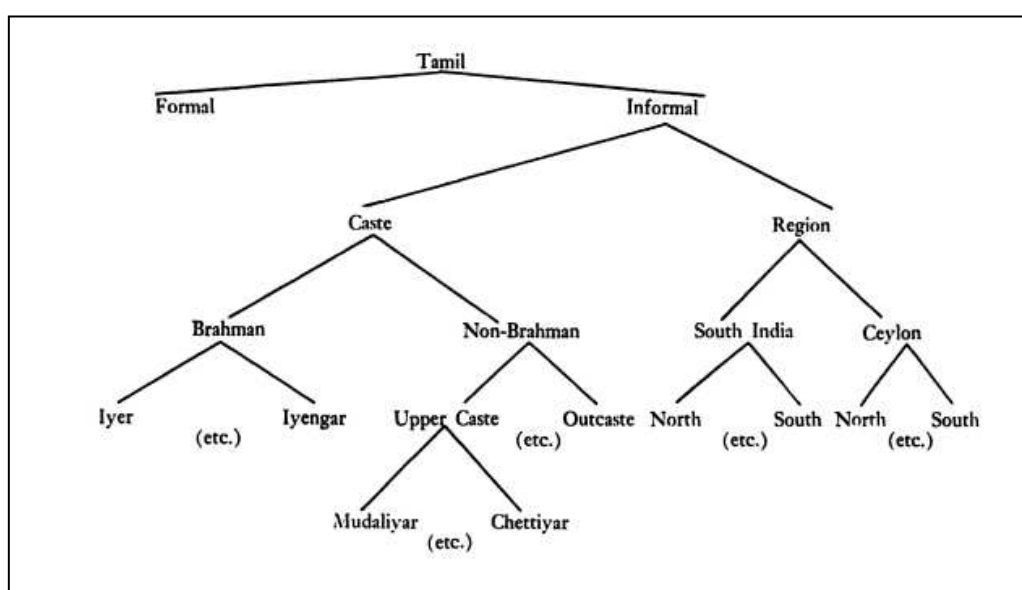 Tamil
Formal Informal
Caste Region
Brahman Non-Brahman South India Ceylon
Iyer Iyengar Upper Caste Outcaste North South North South
(etc.) (etc.) (etc.) (etc.)
Mudaliyar Chettiyar
(etc.)